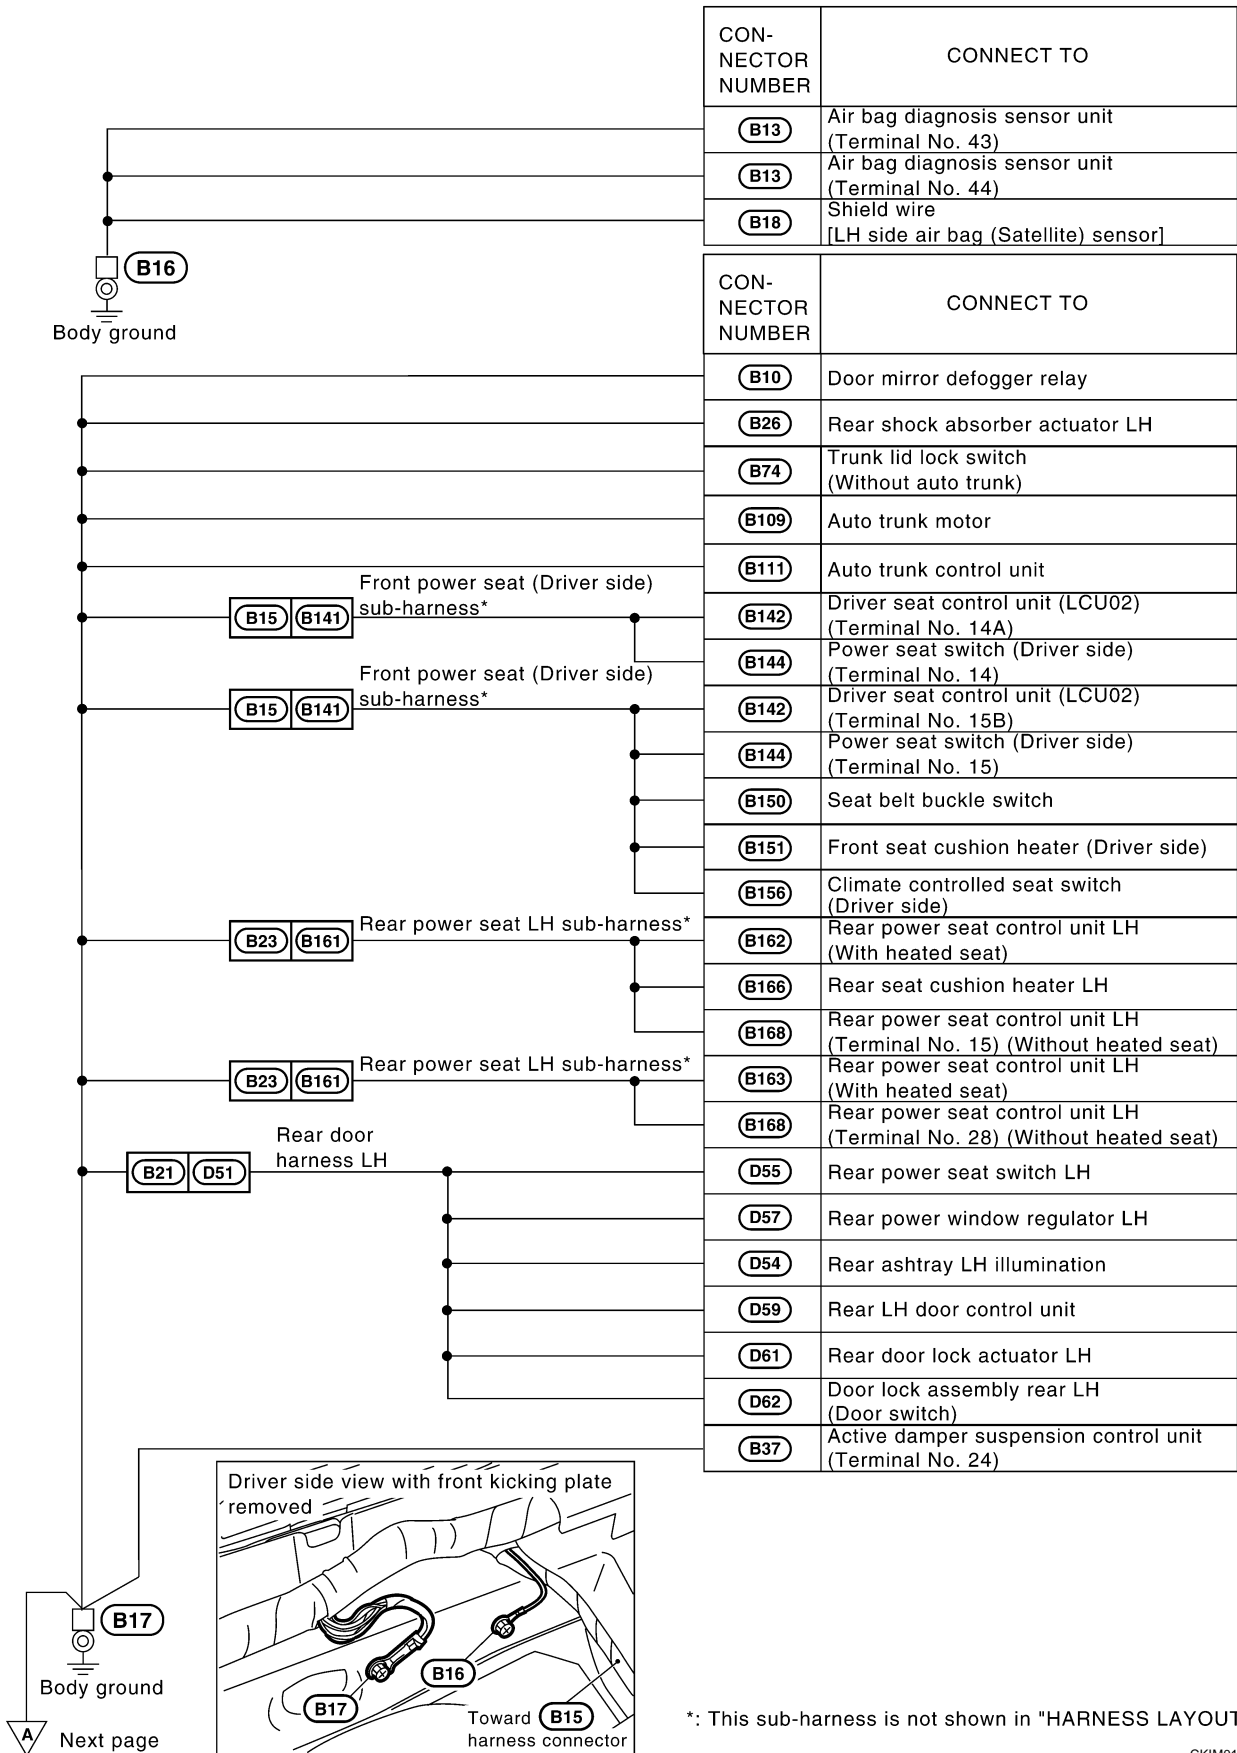 CON-
NECTOR
NUMBER
CONNECT TO
B13
Air bag diagnosis sensor unit
(Terminal No. 43)
B13
Air bag diagnosis sensor unit
(Terminal No. 44)
B18
Shield wire
[LH side air bag (Satellite) sensor]
B16
Body ground
CON-
NECTOR
NUMBER
CONNECT TO
B10
Door mirror defogger relay
B26
Rear shock absorber actuator LH
B74
Trunk lid lock switch
(Without auto trunk)
B109
Auto trunk motor
B111
Auto trunk control unit
Front power seat (Driver side)
sub-harness*
B15 B141
B142
Driver seat control unit (LCU02)
(Terminal No. 14A)
B144
Power seat switch (Driver side)
(Terminal No. 14)
Front power seat (Driver side)
sub-harness*
B15 B141
B142
Driver seat control unit (LCU02)
(Terminal No. 15B)
B144
Power seat switch (Driver side)
(Terminal No. 15)
B150
Seat belt buckle switch
B151
Front seat cushion heater (Driver side)
B156
Climate controlled seat switch
(Driver side)
Rear power seat LH sub-harness*
B23 B161
B162
Rear power seat control unit LH
(With heated seat)
B166
Rear seat cushion heater LH
B168
Rear power seat control unit LH
(Terminal No. 15) (Without heated seat)
Rear power seat LH sub-harness*
B23 B161
B163
Rear power seat control unit LH
(With heated seat)
B168
Rear power seat control unit LH
(Terminal No. 28) (Without heated seat)
Rear door
harness LH
B21 D51
D55
Rear power seat switch LH
D57
Rear power window regulator LH
D54
Rear ashtray LH illumination
D59
Rear LH door control unit
D61
Rear door lock actuator LH
D62
Door lock assembly rear LH
(Door switch)
B37
Active damper suspension control unit
(Terminal No. 24)
Driver side view with front kicking plate
removed
B17
Body ground
B16
B17
Toward B15
harness connector
A
Next page
*: This sub-harness is not shown in "HARNESS LAYOUT